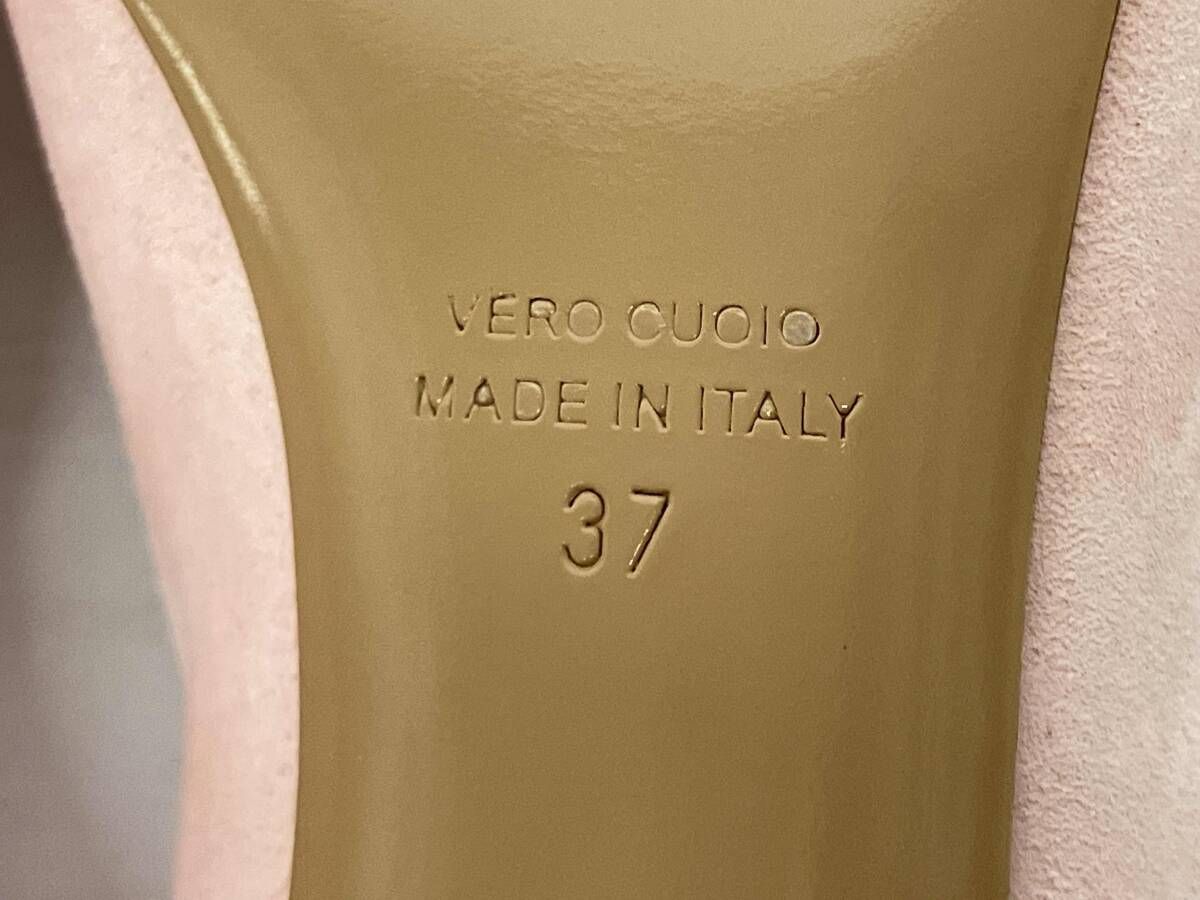 VERO CUOIO
MADE IN ITALY
37